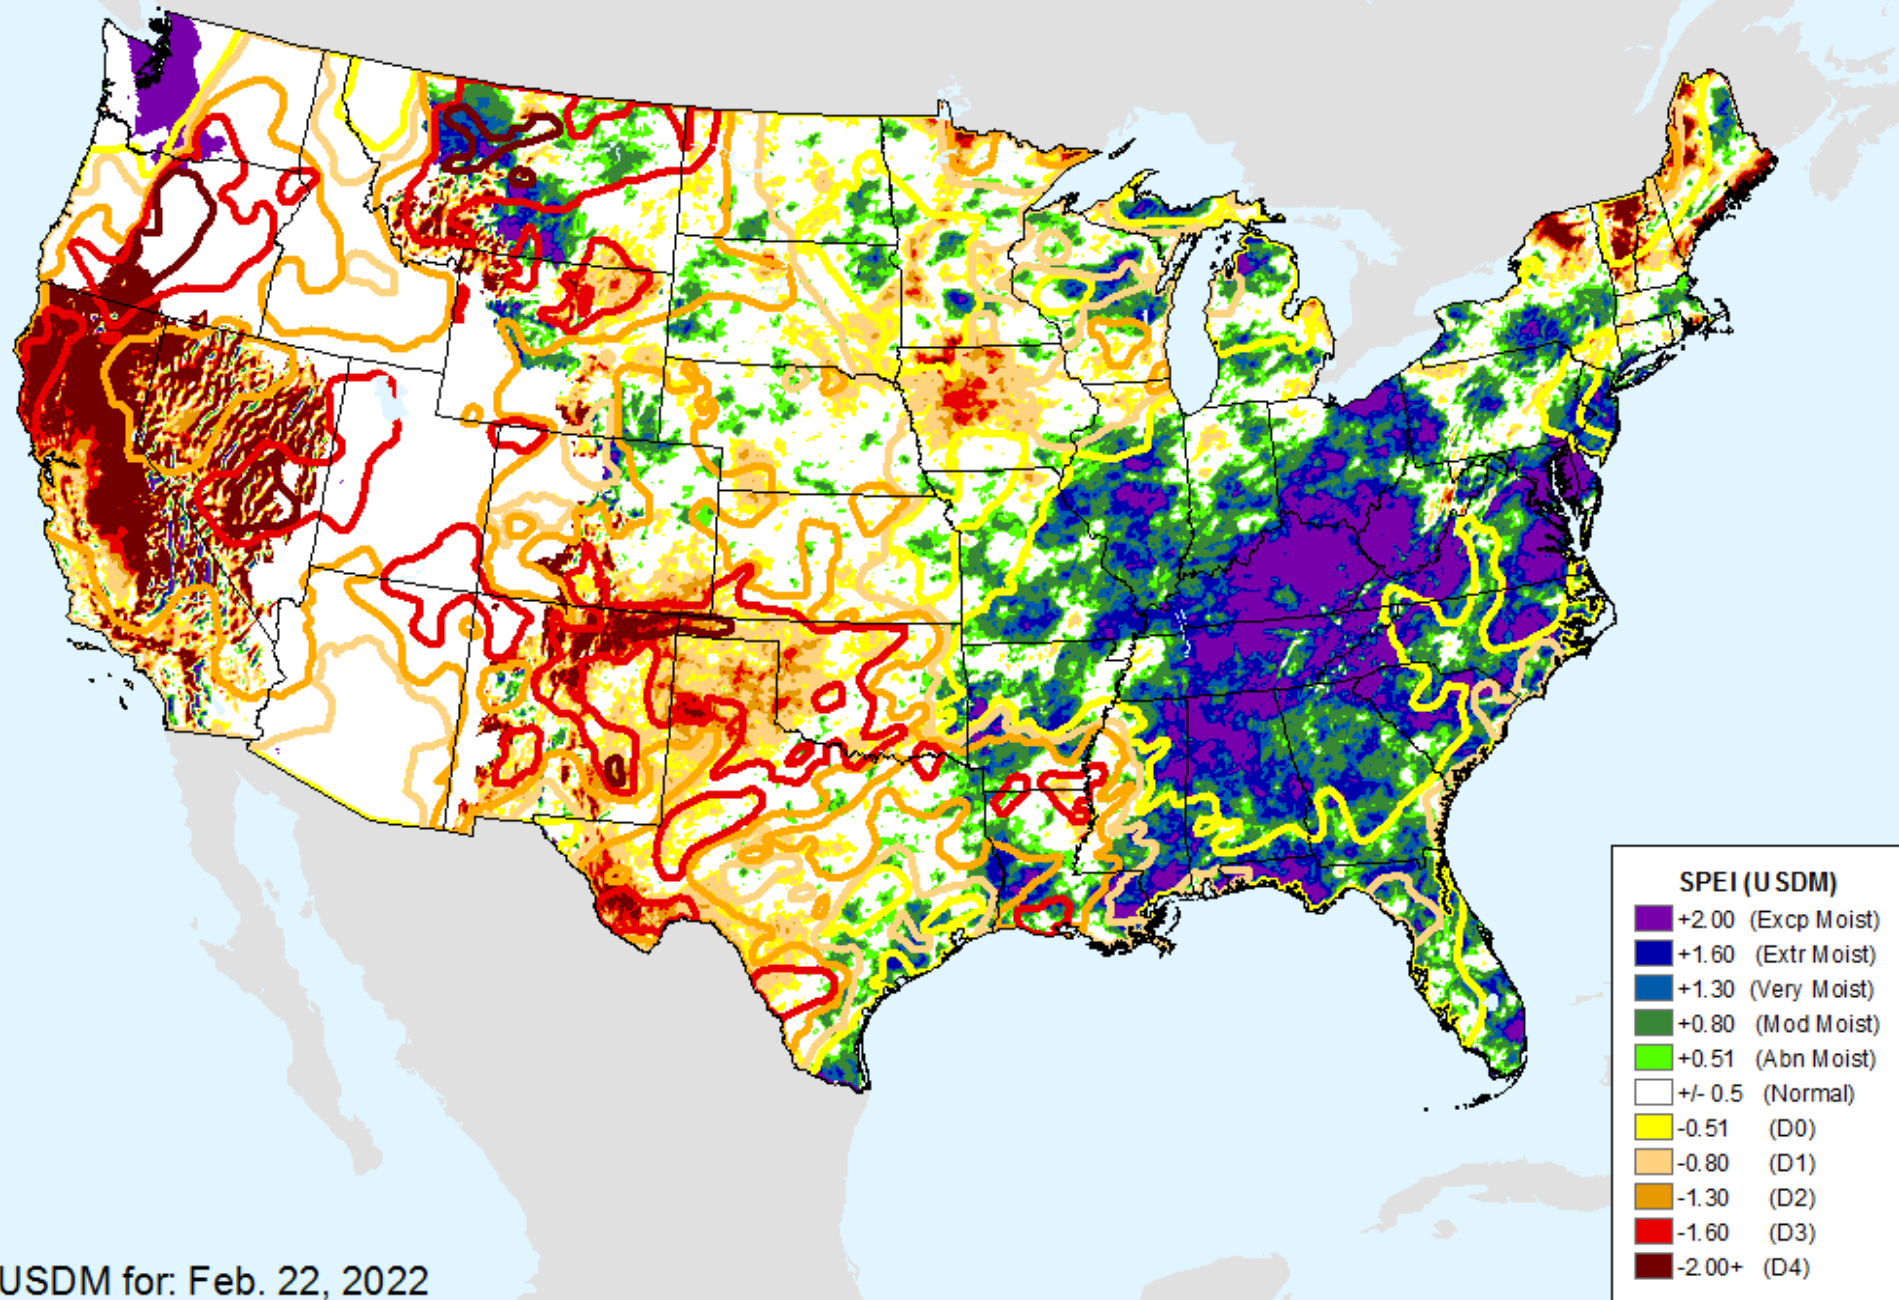 SPEI (USDM)
+2.00 (Excp Moist)
+1.60 (Extr Moist)
+1.30 (Very Moist)
+0.80 (Mod Moist)
+0.51 (Abn Moist)
+/- 0.5 (Normal)
-0.51 (D0)
-0.80 (D1)
-1.30 (D2)
-1.60 (D3)
-2.00+ (D4)
USDM for: Feb. 22, 2022